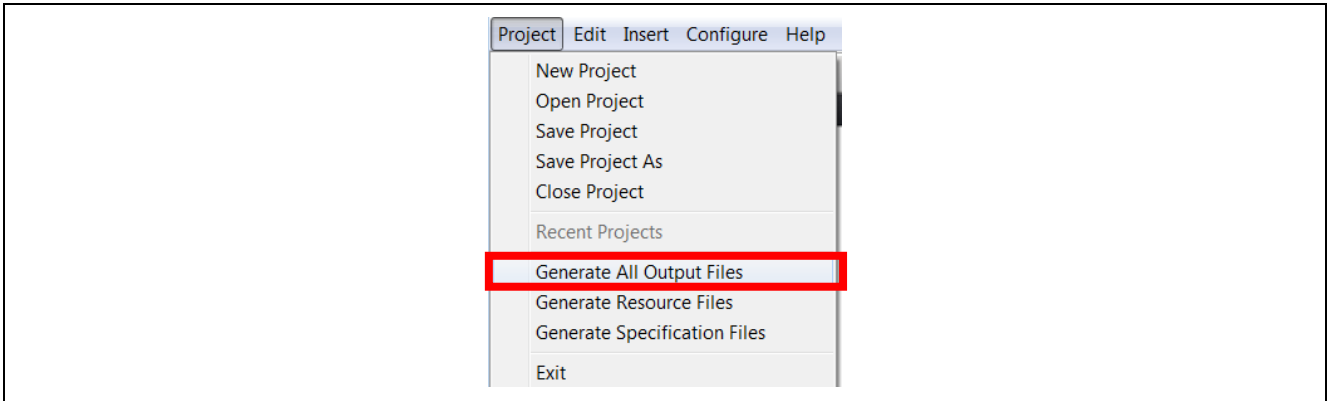 Project Edit Insert Configure Help
New Project
Open Project
Save Project
Save Project As
Close Project
Recent Projects
Generate All Output Files
Generate Resource Files
Generate Specification Files
Exit